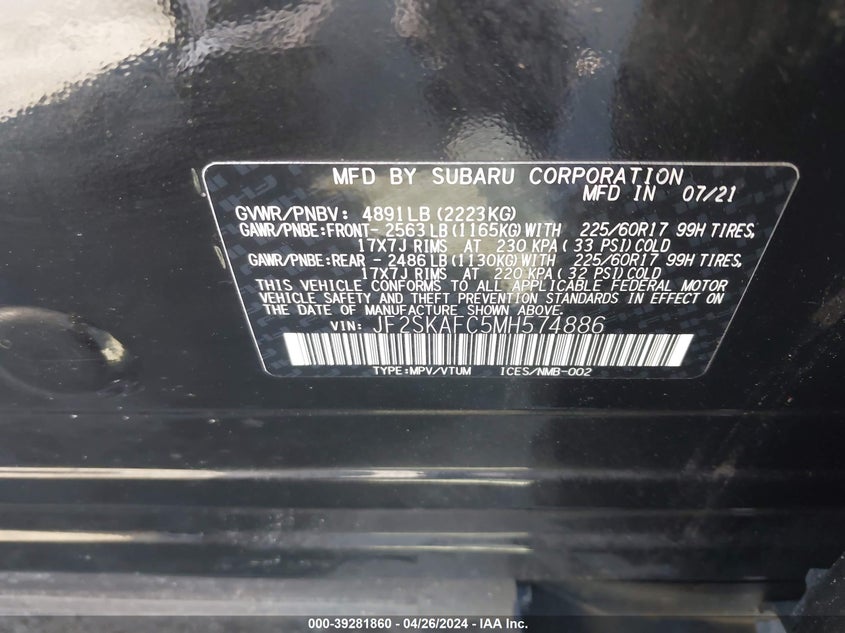 MFD BY SUBARU CORPORATION
MFD IN 07/21
GVWR/PNBV: 4891LB (2223KG)
GAWR/PNBE:FRONT- 2563 LB (1165KG) WITH 225/60R17 99H TIRES,
17X7J RIMS AT 230 KPA ( 33 PSI) COLD
GAWR/PNBE:REAR - 2486 LB (1130KG) WITH 225/60R17 99H TIRES,
17X7J RIMS AT 220 KPA ( 32 PSI) COLD
THIS VEHICLE CONFORMS TO ALL APPLICABLE FEDERAL MOTOR
VEHICLE SAFETY AND THEFT PREVENTION STANDARDS IN EFFECT ON
THE DATE OF MANUFACTURE SHOWN ABOVE.
VIN: JF2SKAFC5MH574886
TYPE:MPV/VTUM ICES/NMB-002
000-39281860 - 04/26/2024 - IAA Inc.